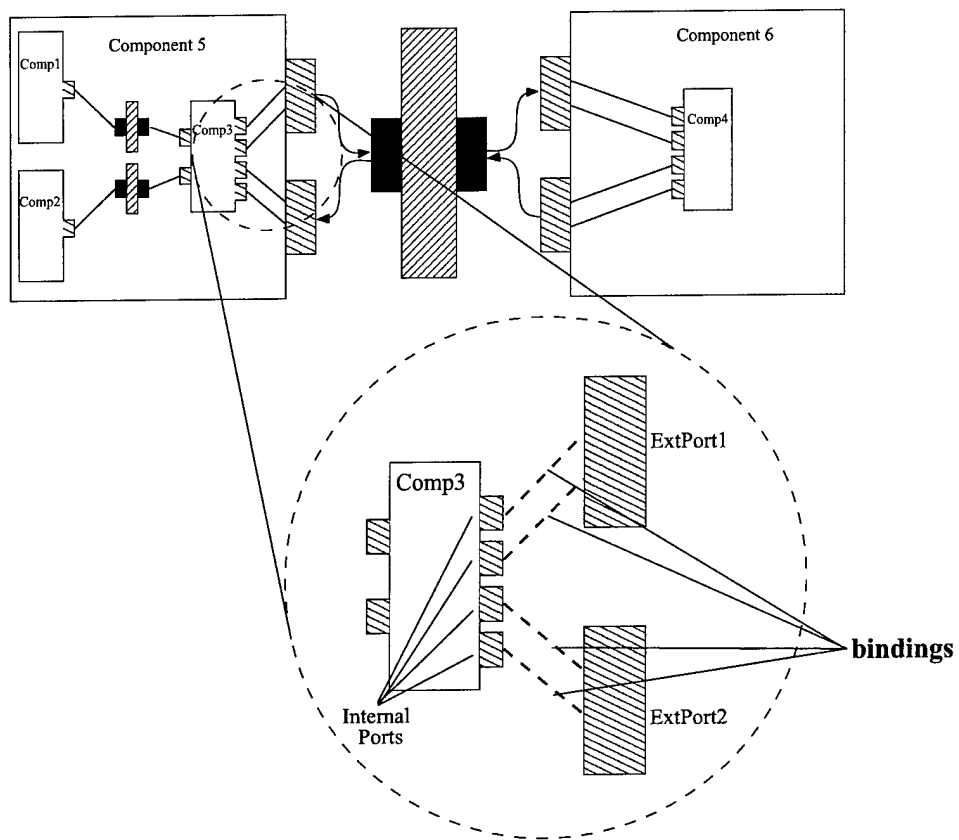 Component 5
Component 6
Comp1
Comp3
Comp4
Comp2
ExtPort1
Comp3
bindings
Internal
Ports
ExtPort2